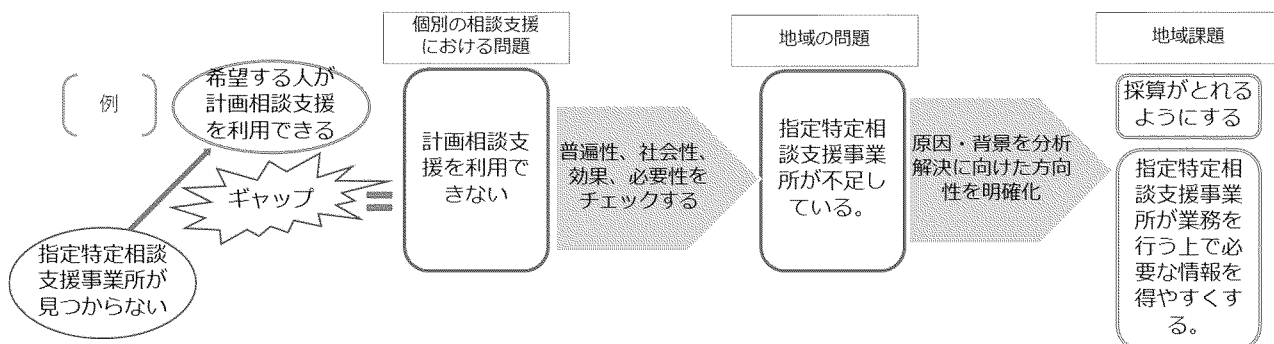 例
希望する人が
計画相談支援
を利用できる
ギャップ
指定特定相談
支援事業所が
見つからない
=
個別の相談支援
における問題
計画相談支
援を利用で
きない
普遍性、社会性、
効果、必要性を
チェックする
地域の問題
指定特定相
談支援事業
所が不足し
ている。
原因・背景を分析
解決に向けた方向
性を明確化
地域課題
採算がとれる
ようにする
指定特定相
談支援事業
所が業務を
行う上で必
要な情報を
得やすくす
る。